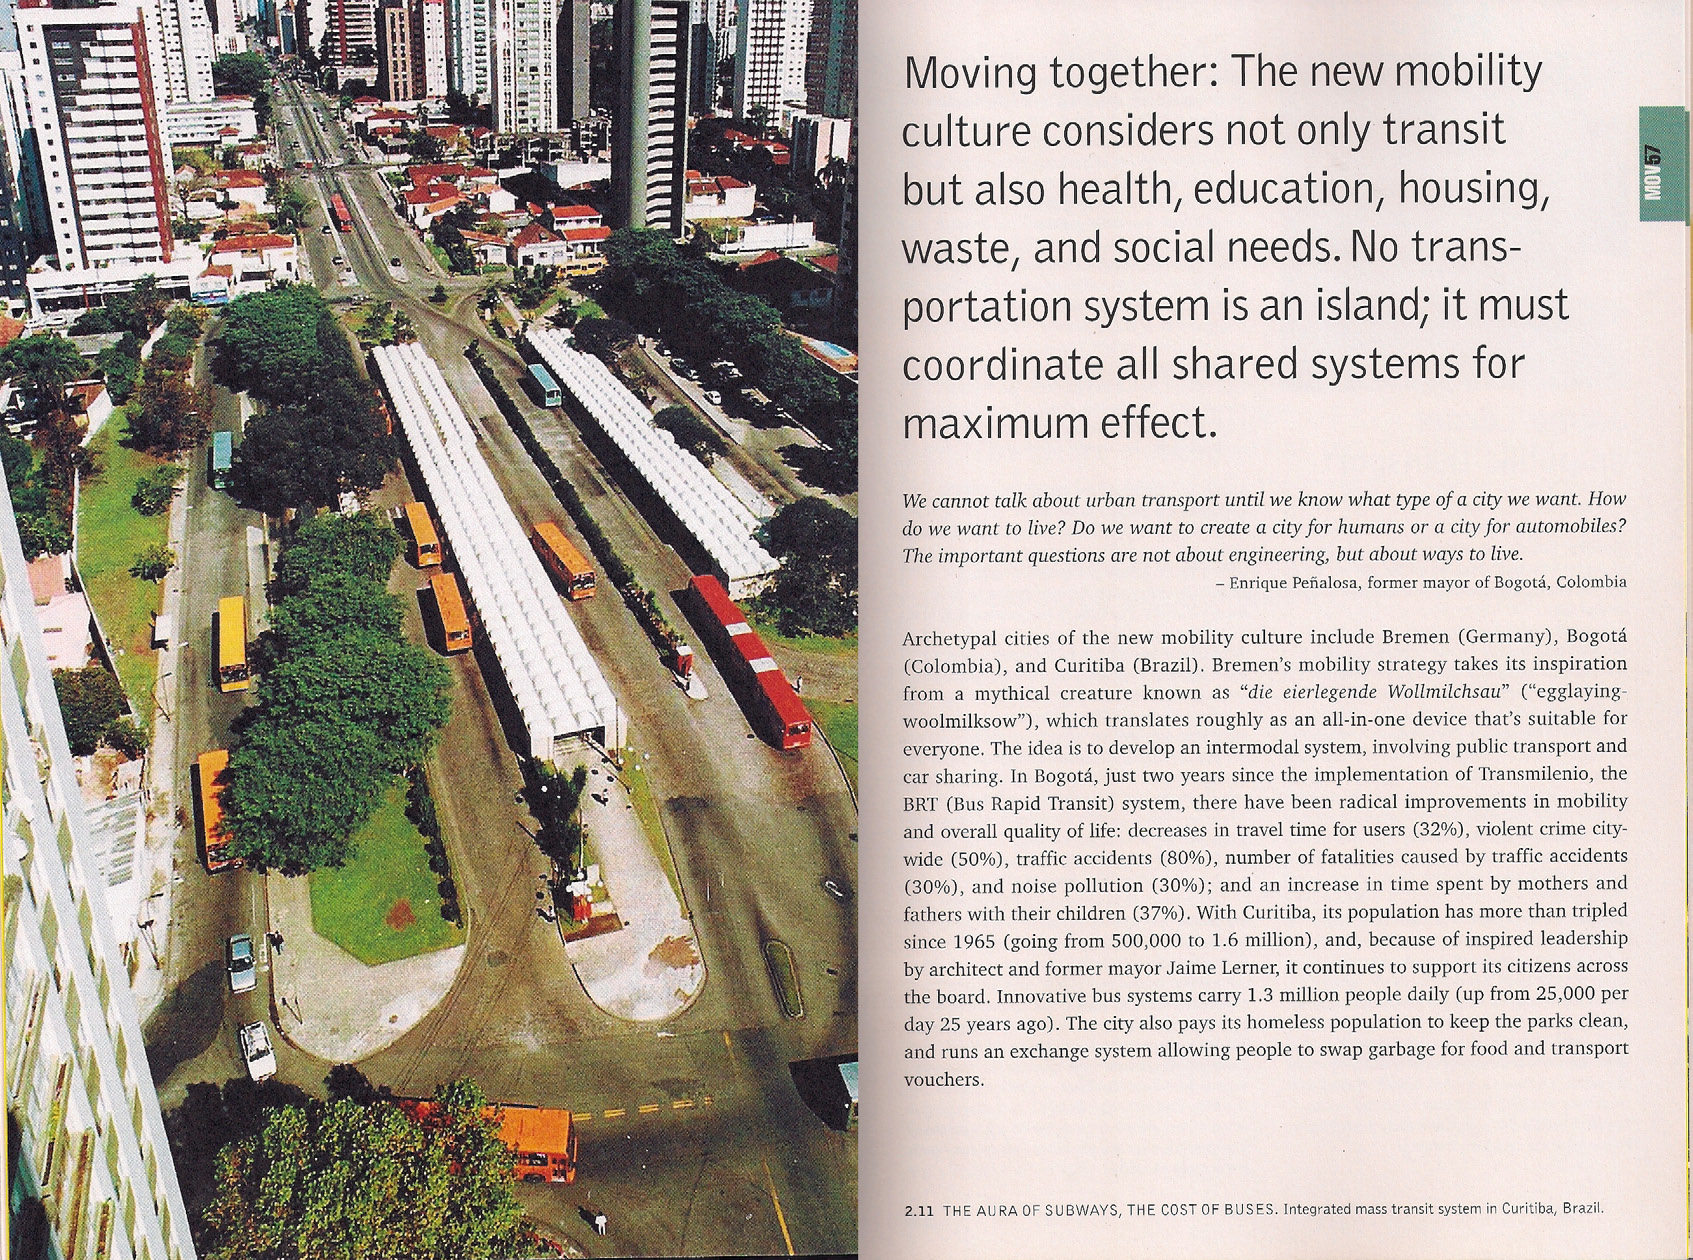 Moving together: The new mobility
culture considers not only transit
but also health, education, housing,
waste, and social needs. No trans-
portation system is an island; it must
coordinate all shared systems for
maximum effect.
MOV57
We cannot talk about urban transport until we know what type of a city we want. How
do we want to live? Do we want to create a city for humans or a city for automobiles?
The important questions are not about engineering, but about ways to live.
– Enrique Peñalosa, former mayor of Bogotá, Colombia
Archetypal cities of the new mobility culture include Bremen (Germany), Bogotá
(Colombia), and Curitiba (Brazil). Bremen's mobility strategy takes its inspiration
from a mythical creature known as “die eierlegende Wollmilchsau” (“egglaying-
woolmilksow”), which translates roughly as an all-in-one device that's suitable for
everyone. The idea is to develop an intermodal system, involving public transport and
car sharing. In Bogotá, just two years since the implementation of Transmilenio, the
BRT (Bus Rapid Transit) system, there have been radical improvements in mobility
and overall quality of life: decreases in travel time for users (32%), violent crime city-
wide (50%), traffic accidents (80%), number of fatalities caused by traffic accidents
(30%), and noise pollution (30%); and an increase in time spent by mothers and
fathers with their children (37%). With Curitiba, its population has more than tripled
since 1965 (going from 500,000 to 1.6 million), and, because of inspired leadership
by architect and former mayor Jaime Lerner, it continues to support its citizens across
the board. Innovative bus systems carry 1.3 million people daily (up from 25,000 per
day 25 years ago). The city also pays its homeless population to keep the parks clean,
and runs an exchange system allowing people to swap garbage for food and transport
vouchers.
2.11 THE AURA OF SUBWAYS, THE COST OF BUSES. Integrated mass transit system in Curitiba, Brazil.